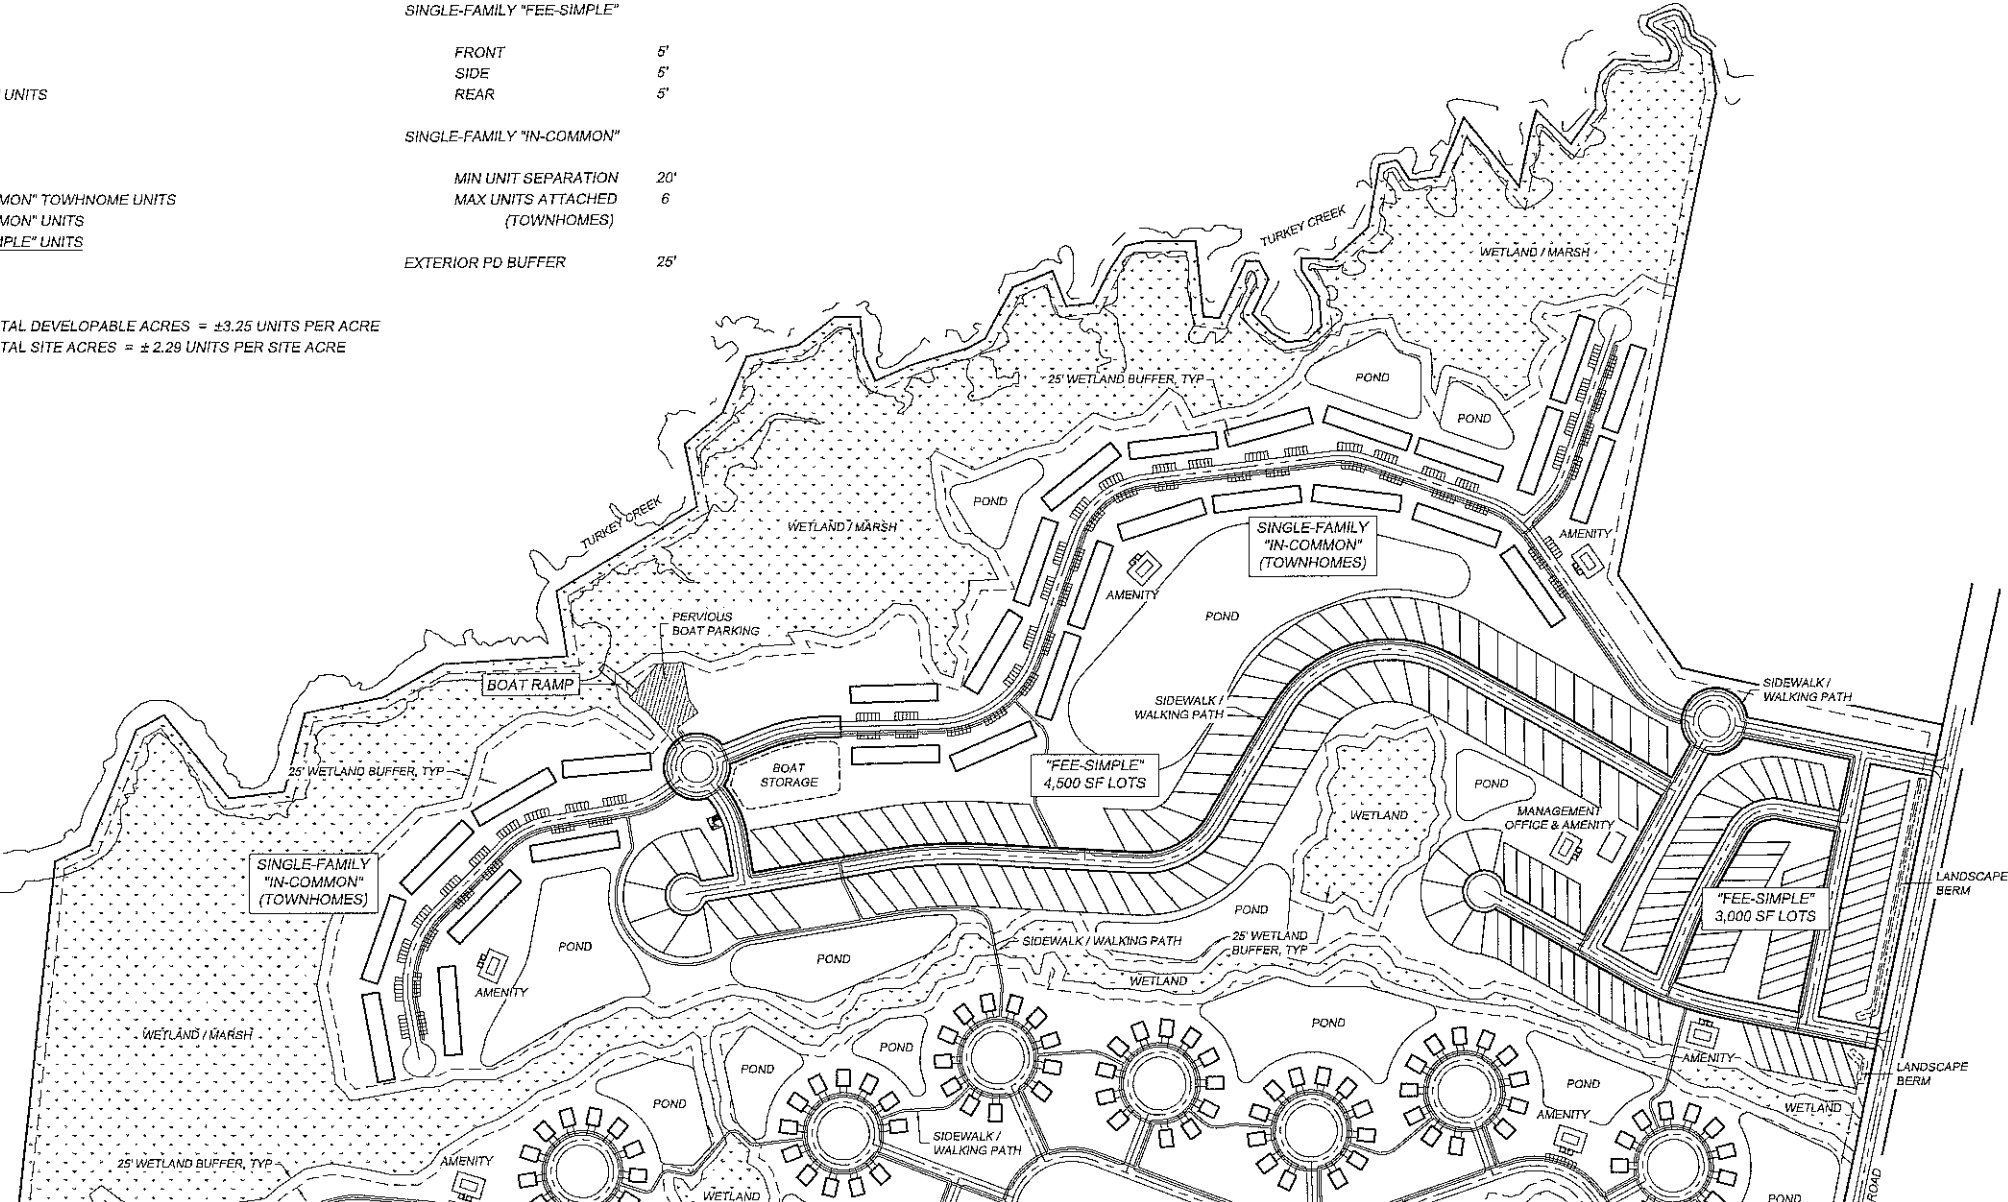 SINGLE-FAMILY "FEE-SIMPLE"
FRONT 5'
SIDE 5'
REAR 5'
UNITS
SINGLE-FAMILY "IN-COMMON"
MIN UNIT SEPARATION 20'
MAX UNITS ATTACHED 6
(TOWNHOMES)
MON" TOWHNOME UNITS
MON" UNITS
PLE" UNITS
EXTERIOR PD BUFFER 25'
TAL DEVELOPABLE ACRES = ±3.25 UNITS PER ACRE
TAL SITE ACRES = ± 2.29 UNITS PER SITE ACRE
TURKEY CREEK
WETLAND / MARSH
25' WETLAND BUFFER, TYP
POND
POND
POND
TURKEY CREEK
WETLAND / MARSH
SINGLE-FAMILY
"IN-COMMON"
(TOWNHOMES)
AMENITY
AMENITY
POND
PERVIOUS
BOAT PARKING
BOAT RAMP
SIDEWALK /
WALKING PATH
SIDEWALK /
WALKING PATH
25' WETLAND BUFFER, TYP
BOAT
STORAGE
"FEE-SIMPLE"
4,500 SF LOTS
POND
WETLAND
MANAGEMENT
OFFICE & AMENITY
SINGLE-FAMILY
"IN-COMMON"
(TOWNHOMES)
LANDSCAPE
BERM
"FEE-SIMPLE"
3,000 SF LOTS
POND
POND
POND
SIDEWALK / WALKING PATH
25' WETLAND
BUFFER, TYP
AMENITY
WETLAND
WETLAND / MARSH
POND
POND
POND
AMENITY
LANDSCAPE
BERM
POND
POND
AMENITY
WETLAND
SIDEWALK /
WALKING PATH
25' WETLAND BUFFER, TYP
AMENITY
WETLAND
POND
ROAD